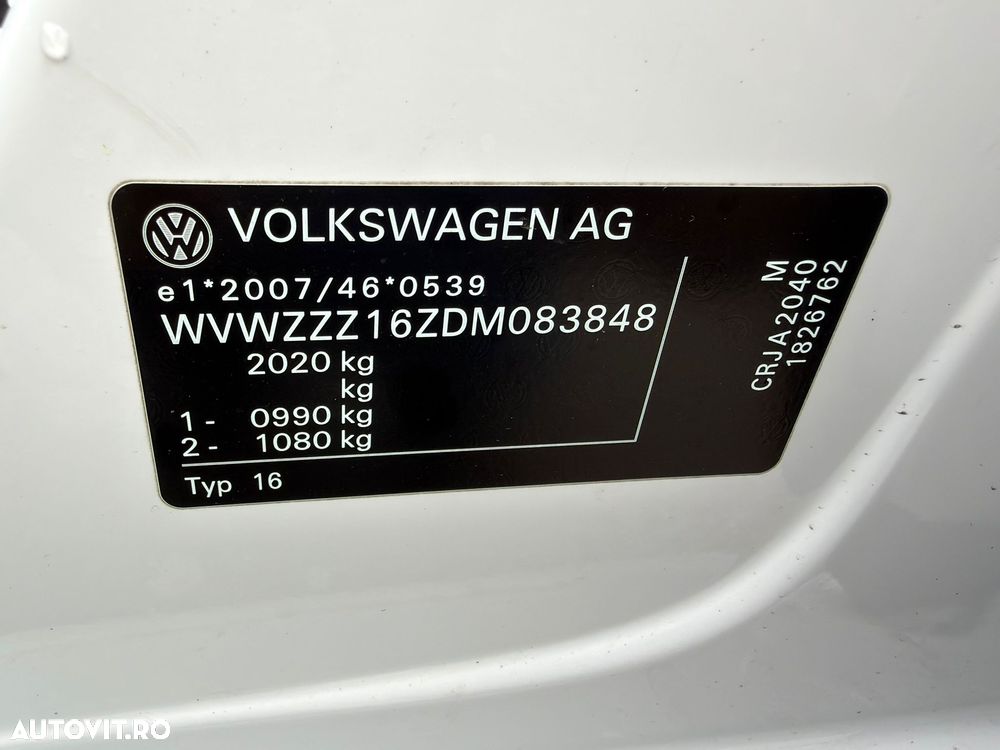 VOLKSWAGEN AG
e1*2007/46*0539
WVWZZZ16ZDM083848
2020 kg
kg
1 - 0990 kg
2 - 1080 kg
Typ 16
M
CRJA2040
1826762
AUTOVIT.RO